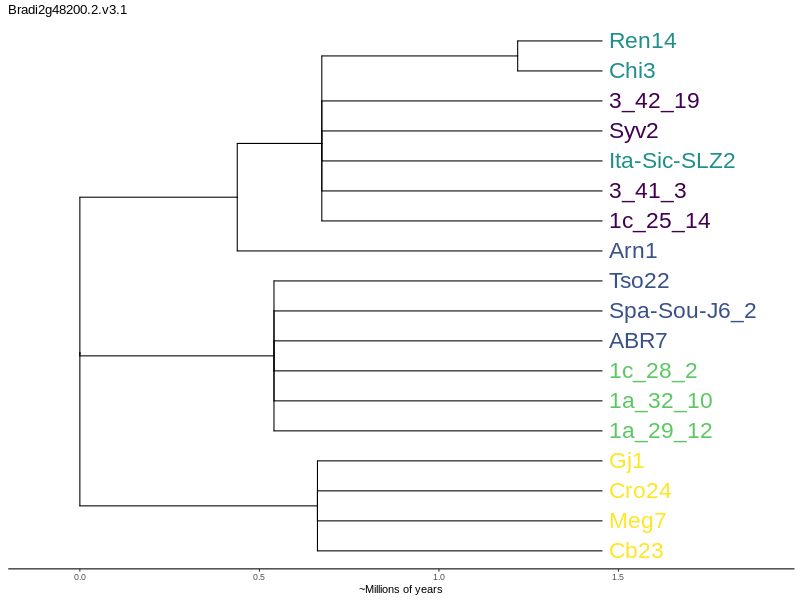 Bradi2g48200.2.v3.1
Ren14
Chi3
3_42_19
Syv2
Ita-Sic-SLZ2
3_41_3
1c_25_14
Arn1
Tso22
Spa-Sou-J6_2
ABR7
1c_28_2
1a_32_10
1a_29_12
Gj1
Cro24
Meg7
Cb23
0.0 0.5 1.0 1.5
~Millions of years